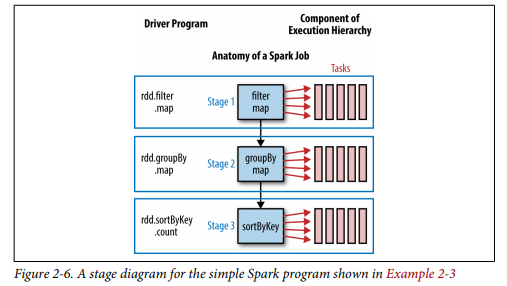 Driver Program
Component of
Execution Hierarchy
Anatomy of a Spark Job
Tasks
rdd.filter
.map
Stage 1
filter
map
rdd.groupBy
.map
Stage 2
groupBy
map
rdd.sortByKey
.count
Stage 3
sortByKey
Figure 2-6. A stage diagram for the simple Spark program shown in Example 2-3